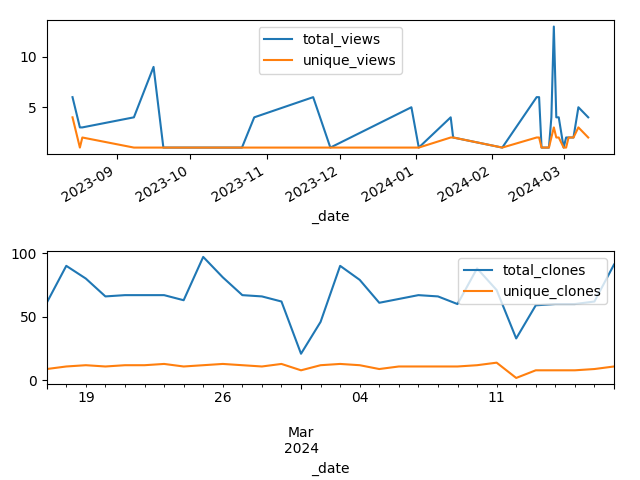 10
5
total_views
unique_views
2023-09
2023-10
2023-11
2023-12
2024-01
2024-02
2024-03
_date
100
50
0
total_clones
unique_clones
19
26
04
11
Mar
2024
_date